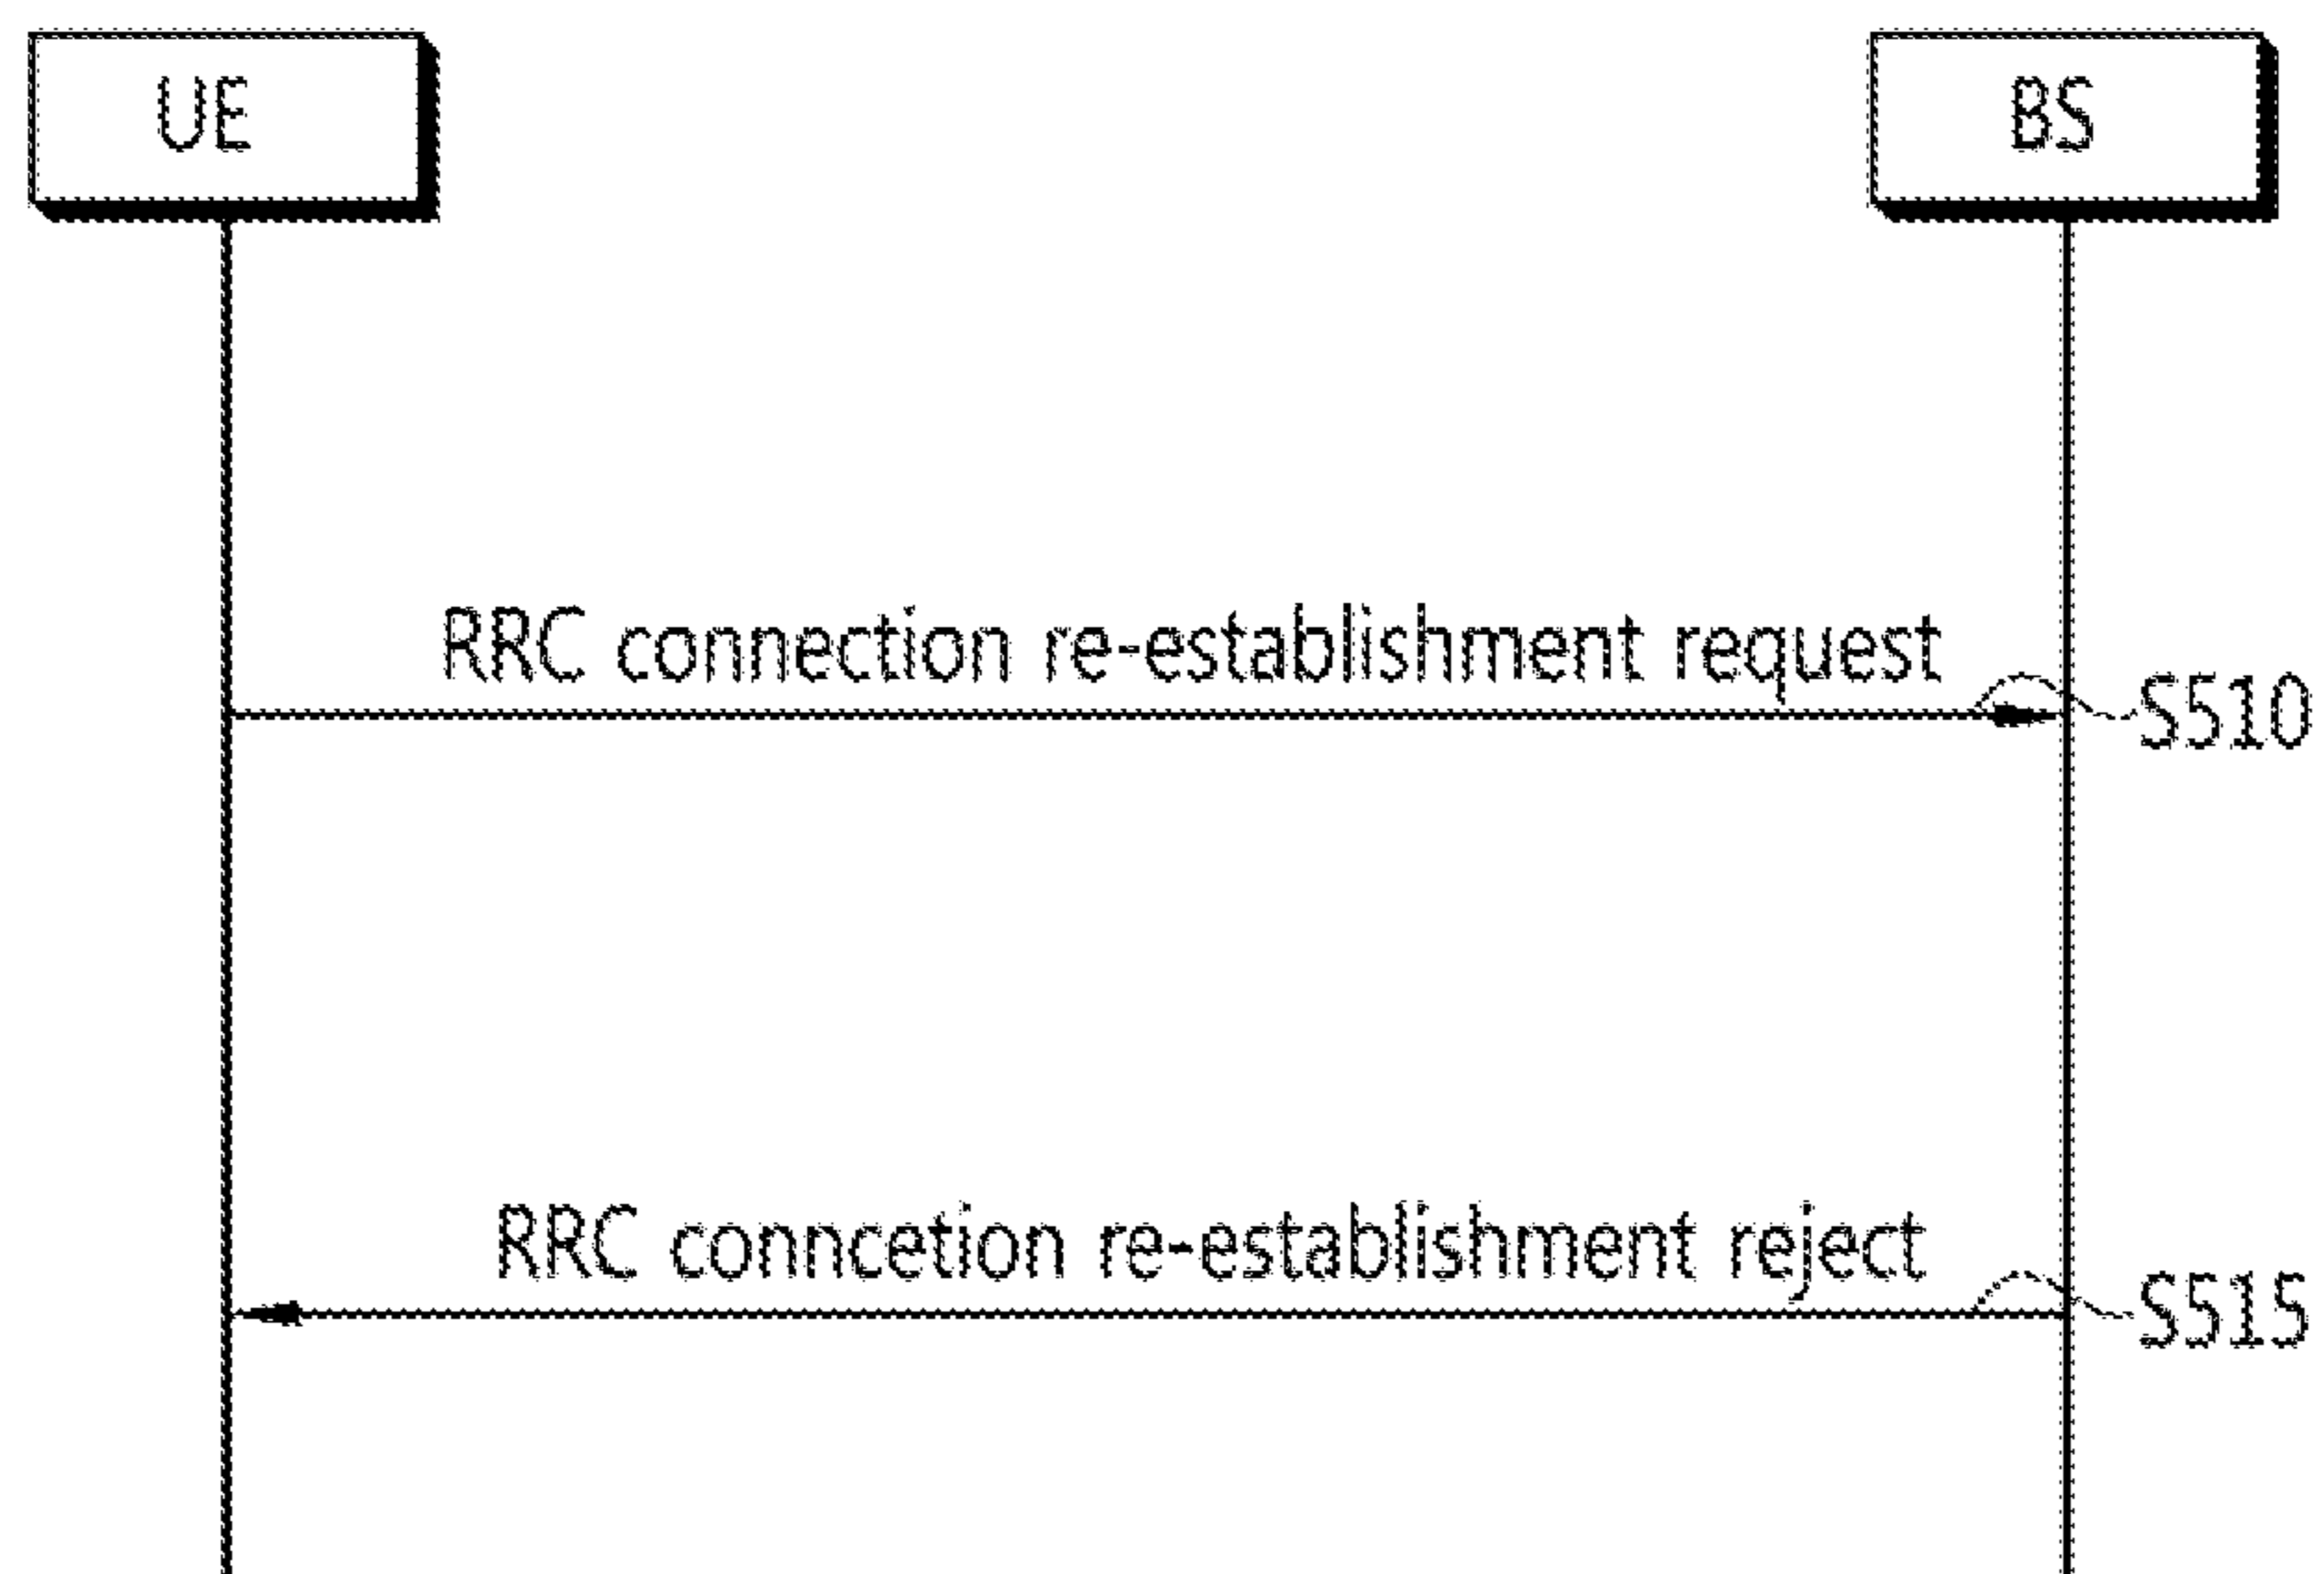 UE
BS
RRC connection re-establishment request
S510
RRC conncetion re-establishment reject
S515